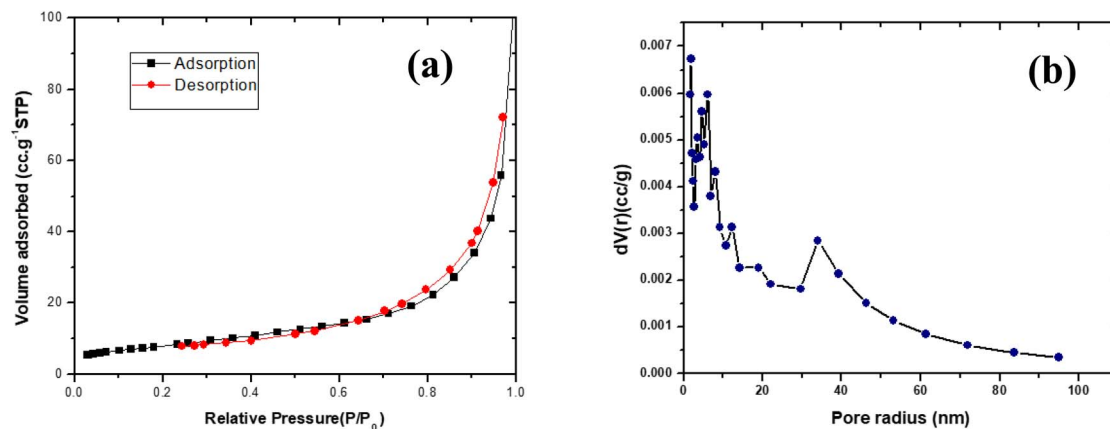 (a)
Adsorption
Desorption
Volume adsorbed (cc.g⁻¹STP)
100
80
60
40
20
0
0.0 0.2 0.4 0.6 0.8 1.0
Relative Pressure(P/P₀)
(b)
dV(r)(cc/g)
0.007
0.006
0.005
0.004
0.003
0.002
0.001
0.000
0 20 40 60 80 100
Pore radius (nm)